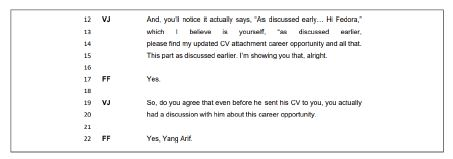 12 VJ And, you'll notice it actually says, "As discussed early… Hi Fedora,"
13 which I believe is yourself, "as discussed earlier,
14 please find my updated CV attachment career opportunity and all that.
15 This part as discussed earlier. I'm showing you that, alright.
16
17 FF Yes.
18
19 VJ So, do you agree that even before he sent his CV to you, you actually
20 had a discussion with him about this career opportunity.
21
22 FF Yes, Yang Arif.